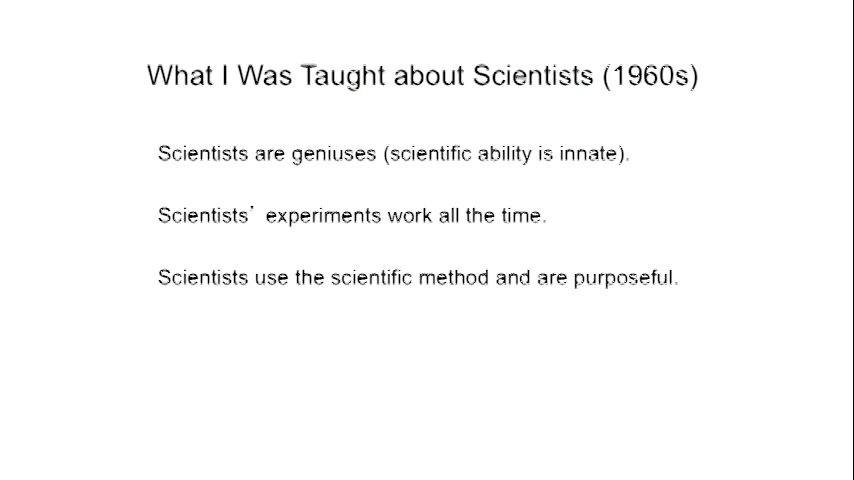 What I Was Taught about Scientists (1960s)
Scientists are geniuses (scientific ability is innate).
Scientists’ experiments work all the time.
Scientists use the scientific method and are purposeful.